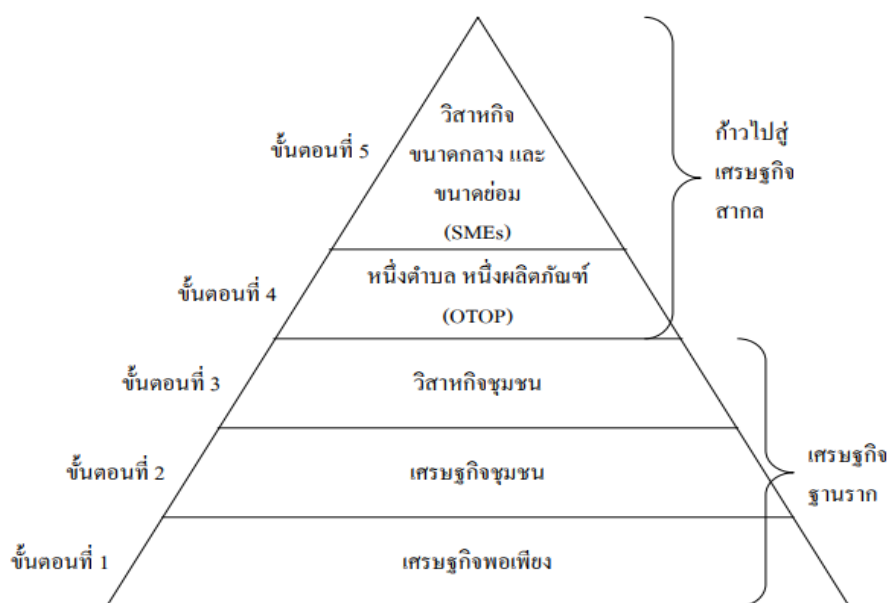 วิสาหกิจ
ขนาดกลาง และ
ขนาดย่อม
(SMEs)
ขั้นตอนที่ 5
ก้าวไปสู่
เศรษฐกิจ
สากล
หนึ่งตำบล หนึ่งผลิตภัณฑ์
(OTOP)
ขั้นตอนที่ 4
ขั้นตอนที่ 3
วิสาหกิจชุมชน
ขั้นตอนที่ 2
เศรษฐกิจชุมชน
เศรษฐกิจ
ฐานราก
ขั้นตอนที่ 1
เศรษฐกิจพอเพียง